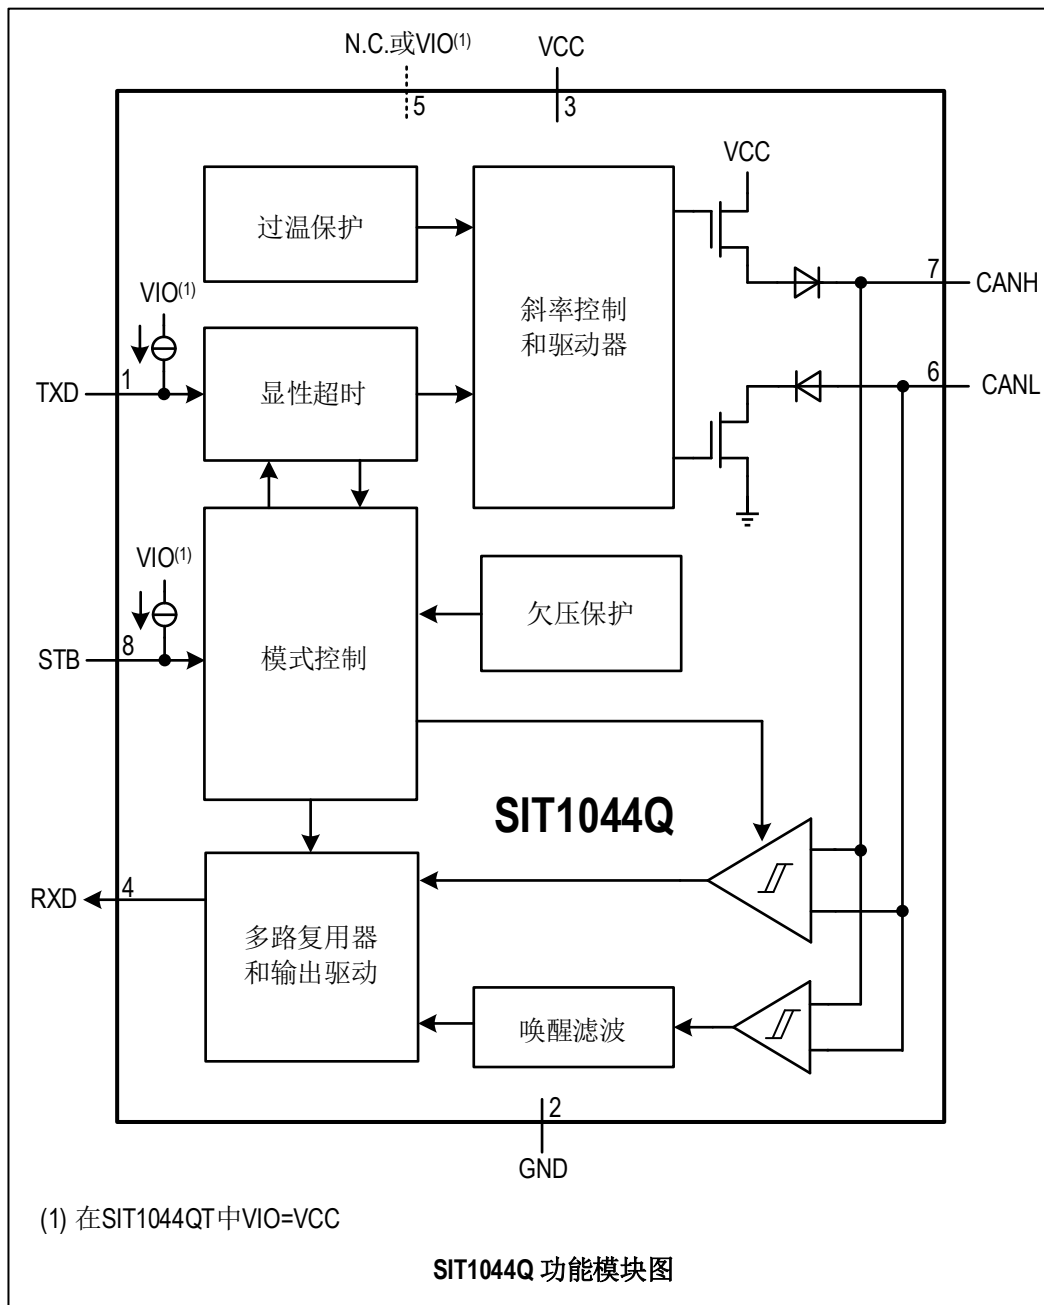 N.C.或VIO(1)
VCC
5
3
VCC
过温保护
斜率控制
和驱动器
7
CANH
VIO(1)
TXD
1
显性超时
6
CANL
VIO(1)
STB
8
模式控制
欠压保护
SIT1044Q
RXD
4
多路复用器
和输出驱动
唤醒滤波
2
GND
(1) 在SIT1044QT中VIO=VCC
SIT1044Q 功能模块图